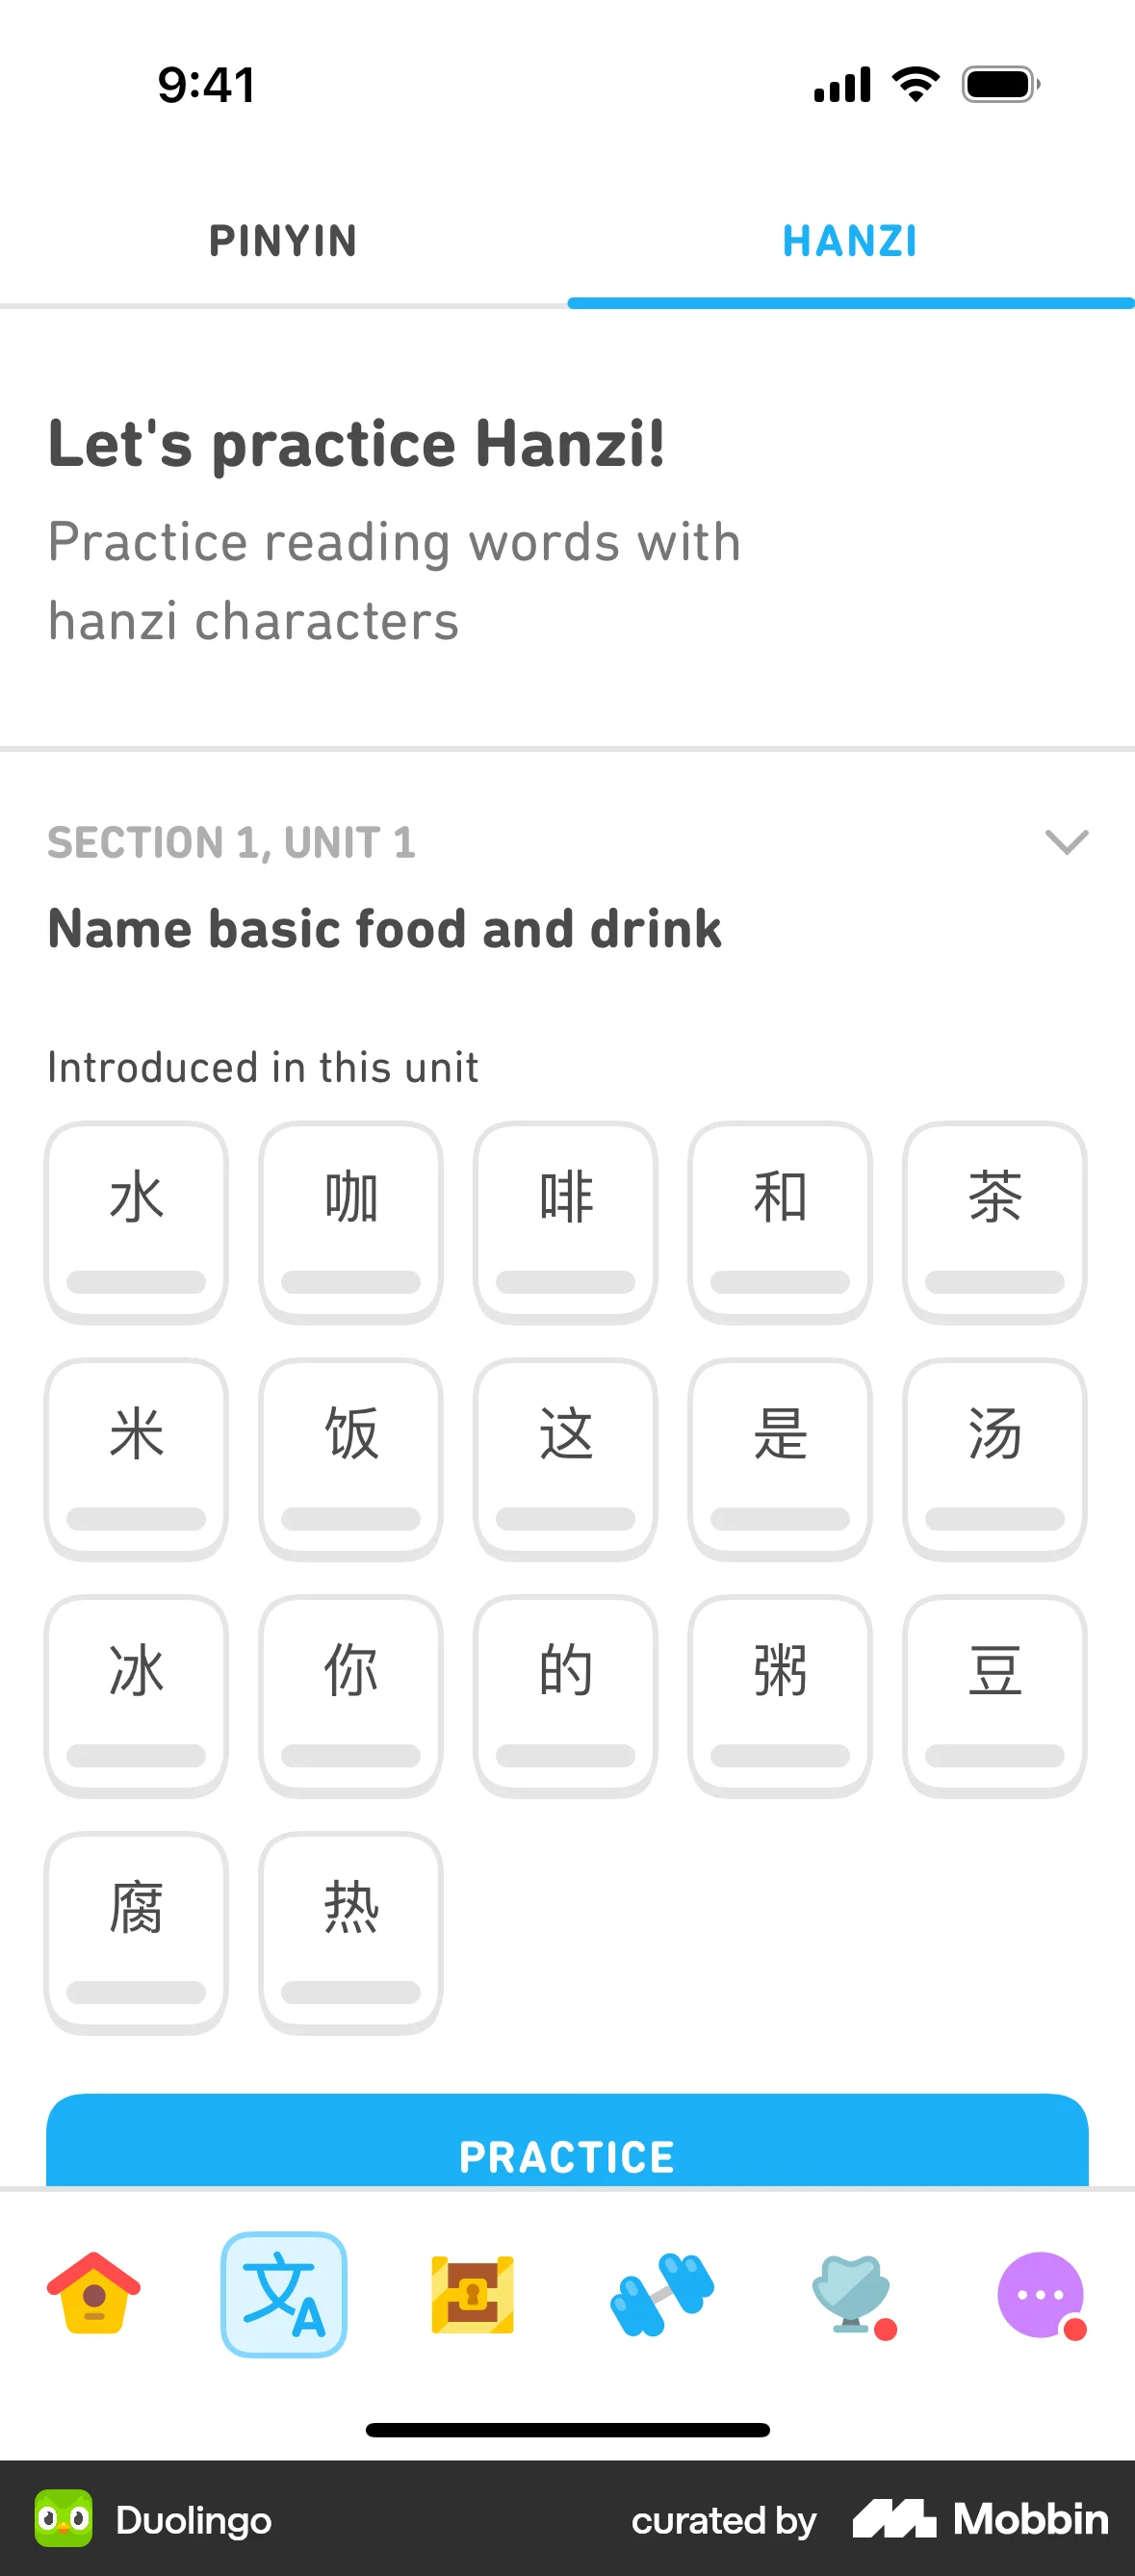 9:41
PINYIN HANZI
Let's practice Hanzi!
Practice reading words with
hanzi characters
SECTION 1, UNIT 1
Name basic food and drink
Introduced in this unit
水 咖 啡 和 茶
米 饭 这 是 汤
冰 你 的 粥 豆
腐 热
PRACTICE
文A
Duolingo curated by Mobbin